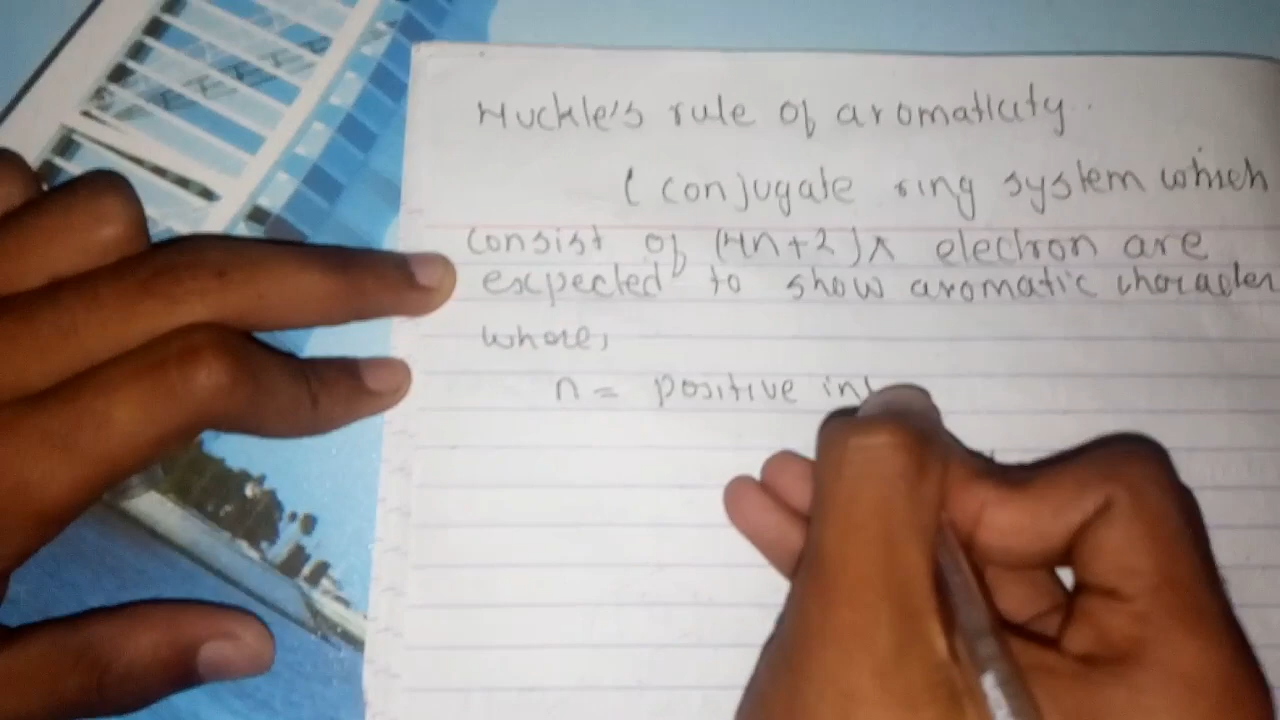 Huckle's rule of aromaticity..
( conjugate ring system which
consist of (4n+2)π electron are
expected to show aromatic character
where,
n = positive int